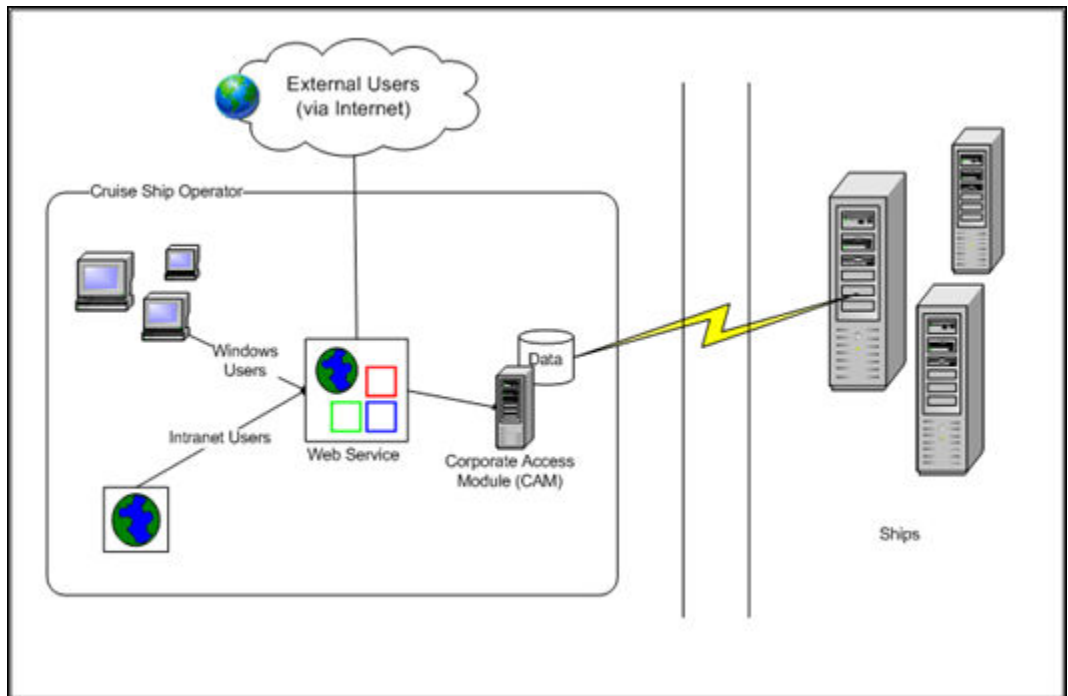 External Users
(via Internet)
Cruise Ship Operator
Windows
Users
Data
Intranet Users
Web Service
Corporate Access
Module (CAM)
Ships